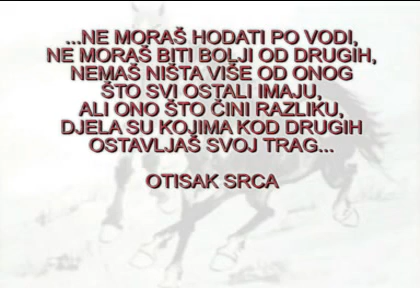 ...NE MORAŠ HODATI PO VODI,
NE MORAŠ BITI BOLJI OD DRUGIH,
NEMAŠ NIŠTA VIŠE OD ONOG
ŠTO SVI OSTALI IMAJU,
ALI ONO ŠTO ČINI RAZLIKU,
DJELA SU KOJIMA KOD DRUGIH
OSTAVLJAŠ SVOJ TRAG...
OTISAK SRCA